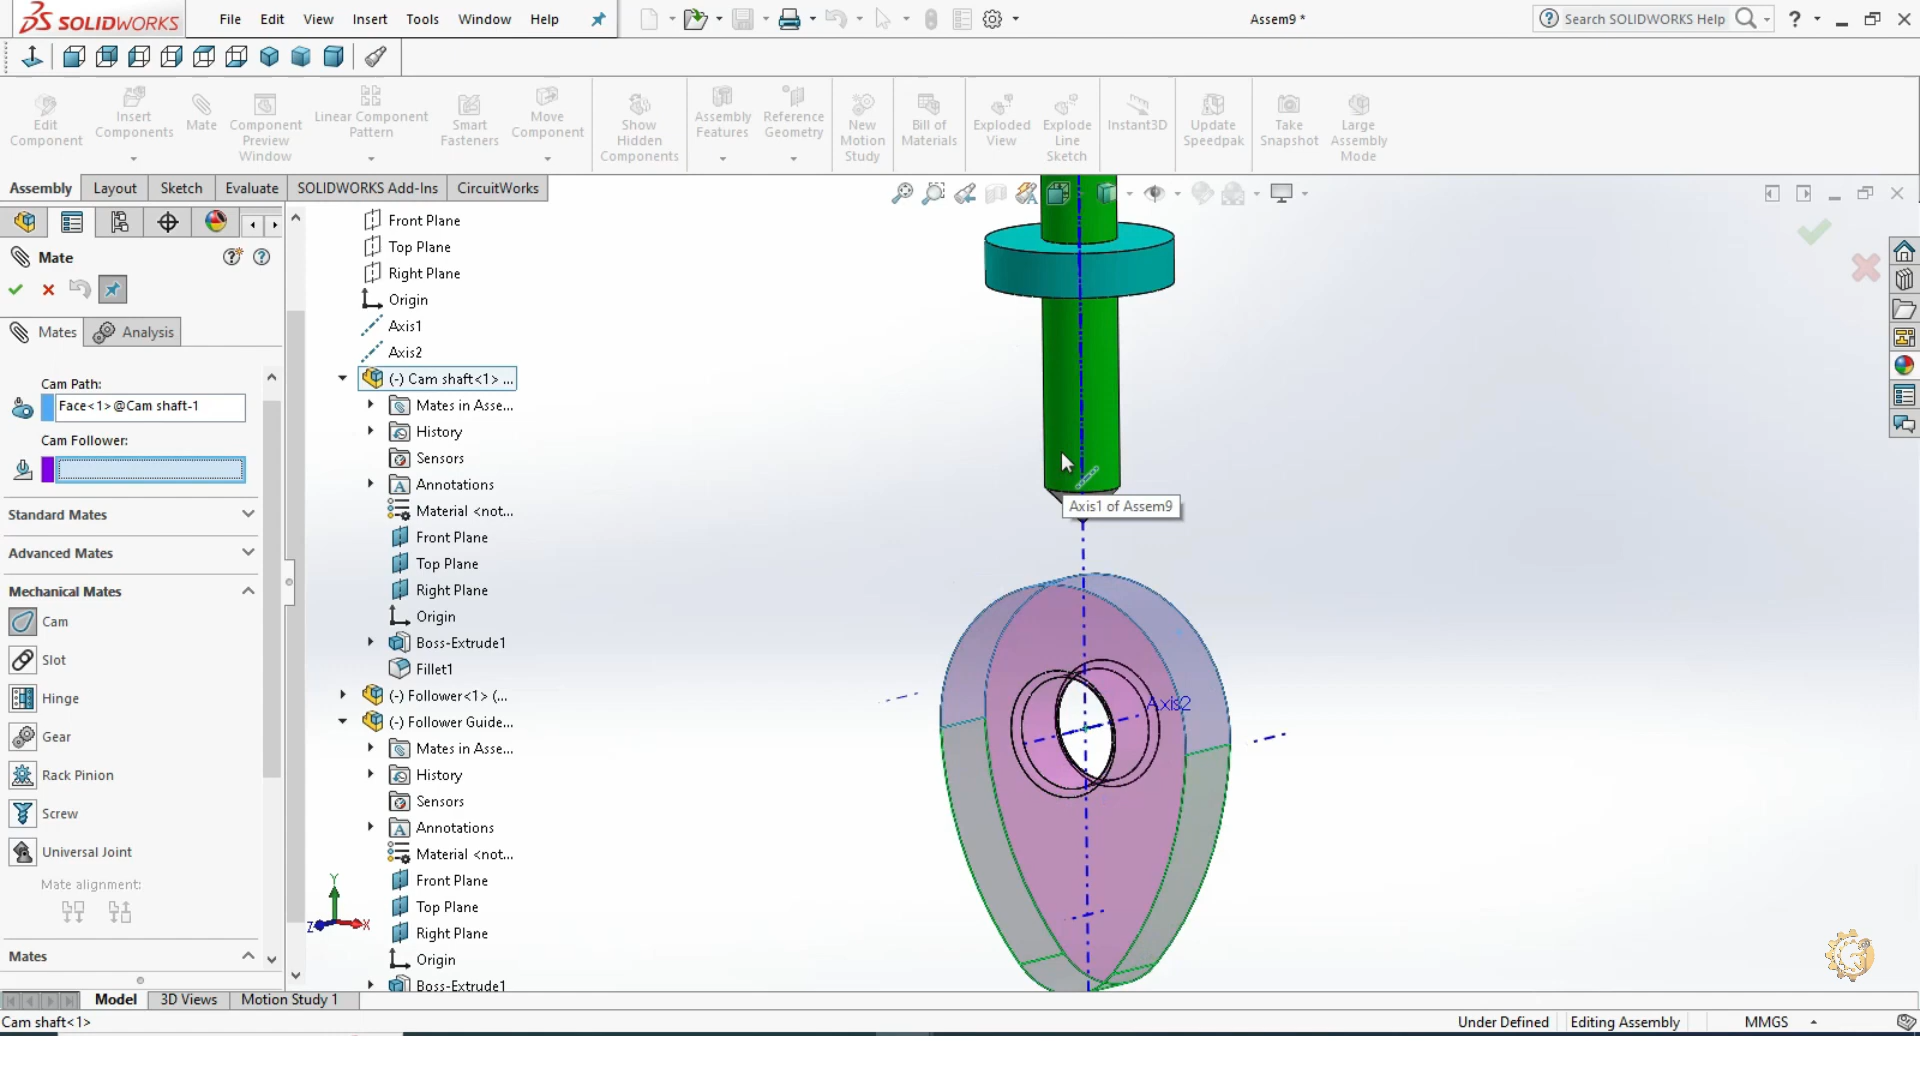 SOLIDWORKS File Edit View Insert Tools Window Help Assem9 * Search SOLIDWORKS Help ?
Edit Component
Insert Components
Mate
Component Preview Window
Linear Component Pattern
Smart Fasteners
Move Component
Show Hidden Components
Assembly Features
Reference Geometry
New Motion Study
Bill of Materials
Exploded View
Explode Line Sketch
Instant3D
Update Speedpak
Take Snapshot
Large Assembly Mode
Assembly Layout Sketch Evaluate SOLIDWORKS Add-Ins CircuitWorks
Mate
Mates Analysis
Cam Path:
Face<1>@Cam shaft-1
Cam Follower:
Standard Mates
Advanced Mates
Mechanical Mates
Cam
Slot
Hinge
Gear
Rack Pinion
Screw
Universal Joint
Mate alignment:
Mates
Front Plane
Top Plane
Right Plane
Origin
Axis1
Axis2
(-) Cam shaft<1> ...
Mates in Asse...
History
Sensors
Annotations
Material <not...
Front Plane
Top Plane
Right Plane
Origin
Boss-Extrude1
Fillet1
(-) Follower<1> (...
(-) Follower Guide...
Mates in Asse...
History
Sensors
Annotations
Material <not...
Front Plane
Top Plane
Right Plane
Origin
Boss-Extrude1
Axis1 of Assem9
Axis2
Y
Z X
Model 3D Views Motion Study 1
Cam shaft<1> Under Defined Editing Assembly MMGS